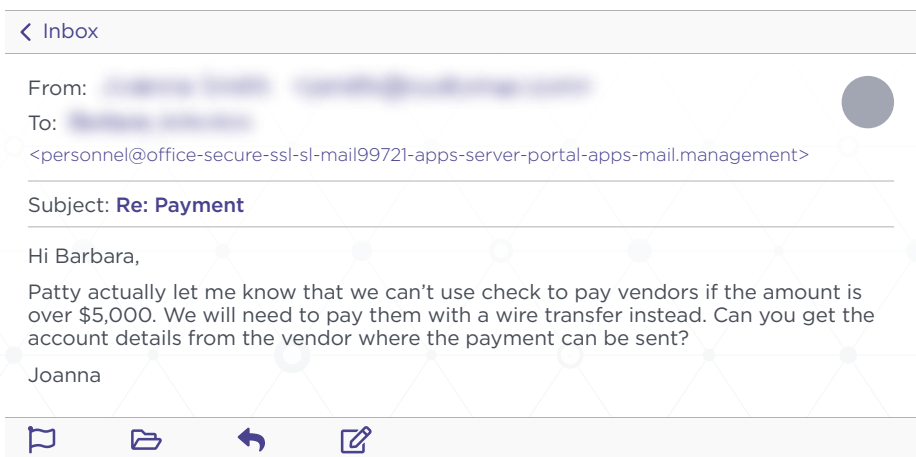 Inbox
From:
To:
<personnel@office-secure-ssl-sl-mail99721-apps-server-portal-apps-mail.management>
Subject: Re: Payment
Hi Barbara,
Patty actually let me know that we can’t use check to pay vendors if the amount is
over $5,000. We will need to pay them with a wire transfer instead. Can you get the
account details from the vendor where the payment can be sent?
Joanna